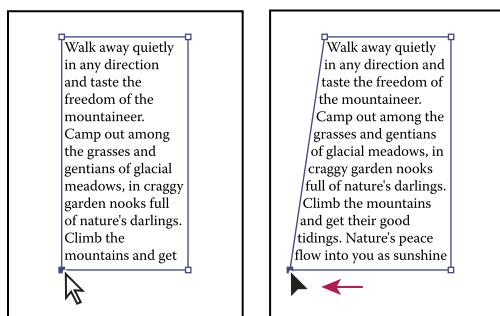 Walk away quietly
in any direction
and taste the
freedom of the
mountaineer.
Camp out among
the grasses and
gentians of glacial
meadows, in craggy
garden nooks full
of nature's darlings.
Climb the
mountains and get
Walk away quietly
in any direction and
taste the freedom of
the mountaineer.
Camp out among the
grasses and gentians
of glacial meadows, in
craggy garden nooks
full of nature's darlings.
Climb the mountains
and get their good
tidings. Nature's peace
flow into you as sunshine